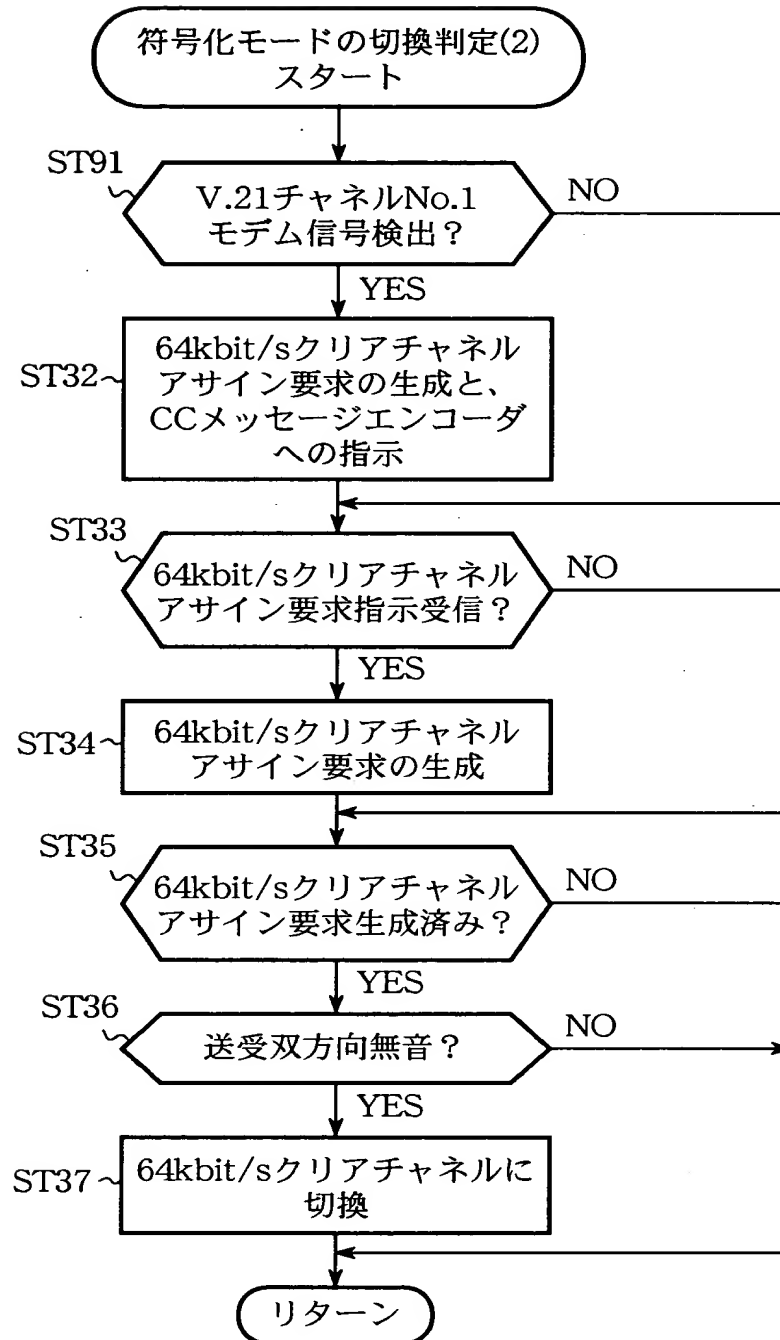 符号化モードの切換判定(2)
スタート
ST91
V.21チャネルNo.1
モデム信号検出？
NO
YES
ST32
64kbit/sクリアチャネル
アサイン要求の生成と、
CCメッセージエンコーダ
への指示
ST33
64kbit/sクリアチャネル
アサイン要求指示受信？
NO
YES
ST34
64kbit/sクリアチャネル
アサイン要求の生成
ST35
64kbit/sクリアチャネル
アサイン要求生成済み？
NO
YES
ST36
送受双方向無音？
NO
YES
ST37
64kbit/sクリアチャネルに
切換
リターン